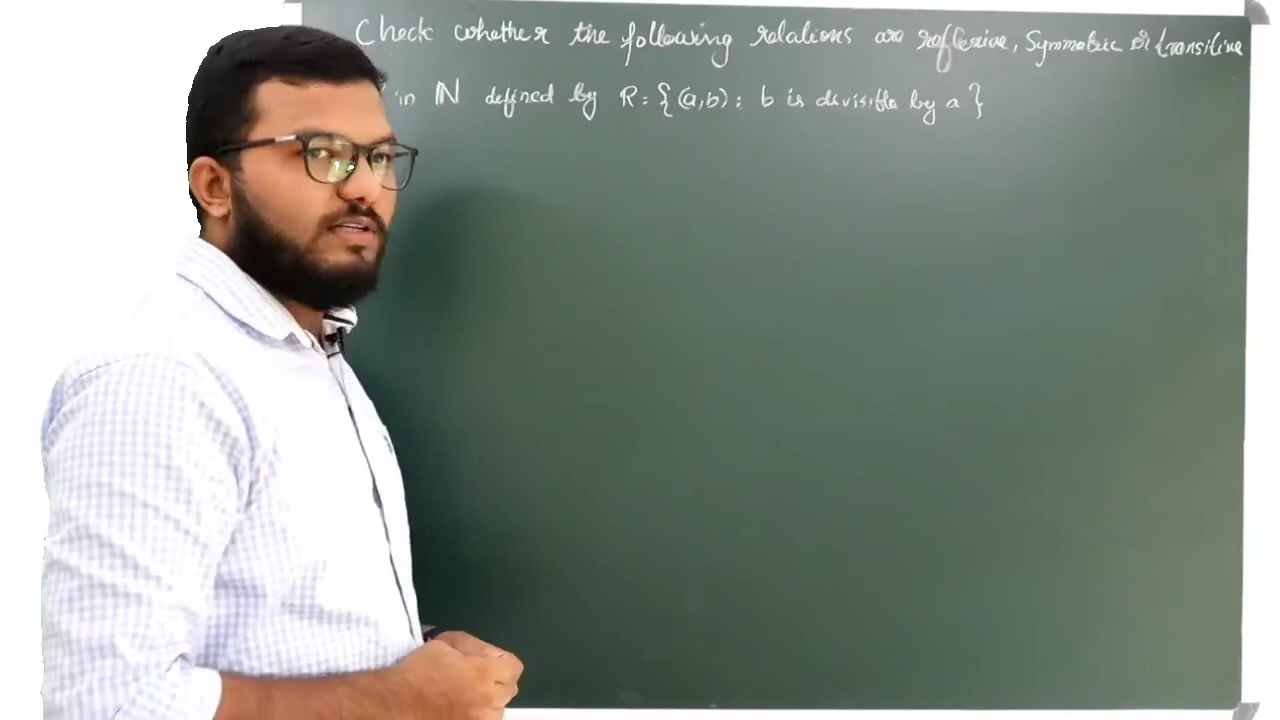 Check whether the following relations are reflexive, Symmetric or transitive
in ℕ defined by R = {(a,b) : b is divisible by a}